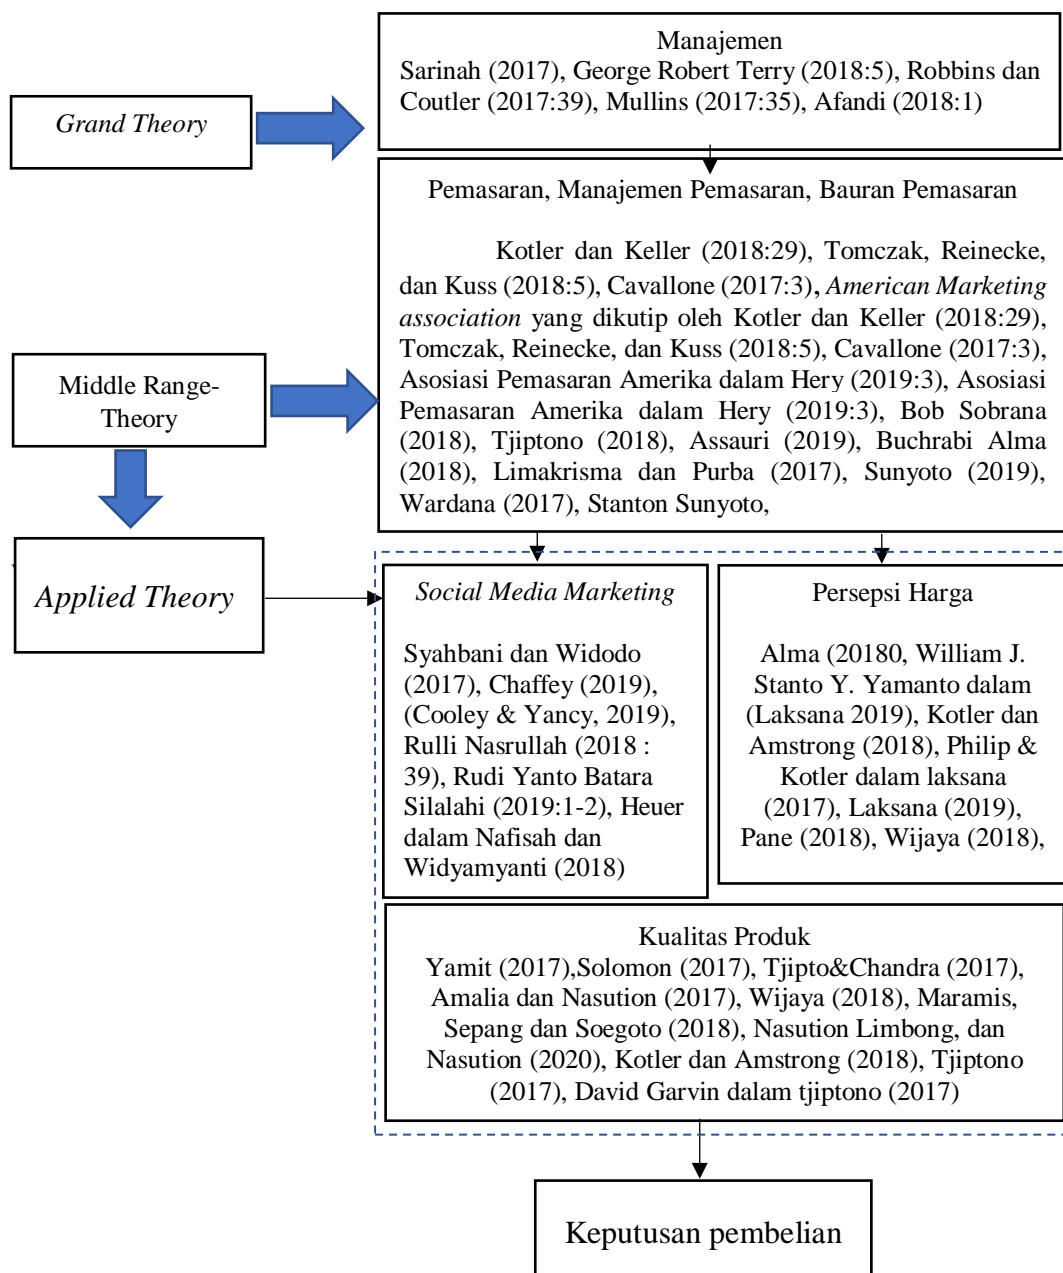 Manajemen
Sarinah (2017), George Robert Terry (2018:5), Robbins dan
Coutler (2017:39), Mullins (2017:35), Afandi (2018:1)
Grand Theory
Pemasaran, Manajemen Pemasaran, Bauran Pemasaran
Kotler dan Keller (2018:29), Tomczak, Reinecke,
dan Kuss (2018:5), Cavallone (2017:3), American Marketing
association yang dikutip oleh Kotler dan Keller (2018:29),
Tomczak, Reinecke, dan Kuss (2018:5), Cavallone (2017:3),
Asosiasi Pemasaran Amerika dalam Hery (2019:3), Asosiasi
Pemasaran Amerika dalam Hery (2019:3), Bob Sobrana
(2018), Tjiptono (2018), Assauri (2019), Buchrabi Alma
(2018), Limakrisma dan Purba (2017), Sunyoto (2019),
Wardana (2017), Stanton Sunyoto,
Middle Range-
Theory
Applied Theory
Social Media Marketing
Syahbani dan Widodo
(2017), Chaffey (2019),
(Cooley & Yancy, 2019),
Rulli Nasrullah (2018 :
39), Rudi Yanto Batara
Silalahi (2019:1-2), Heuer
dalam Nafisah dan
Widyamyanti (2018)
Persepsi Harga
Alma (20180, William J.
Stanto Y. Yamanto dalam
(Laksana 2019), Kotler dan
Amstrong (2018), Philip &
Kotler dalam laksana
(2017), Laksana (2019),
Pane (2018), Wijaya (2018),
Kualitas Produk
Yamit (2017),Solomon (2017), Tjipto&Chandra (2017),
Amalia dan Nasution (2017), Wijaya (2018), Maramis,
Sepang dan Soegoto (2018), Nasution Limbong, dan
Nasution (2020), Kotler dan Amstrong (2018), Tjiptono
(2017), David Garvin dalam tjiptono (2017)
Keputusan pembelian